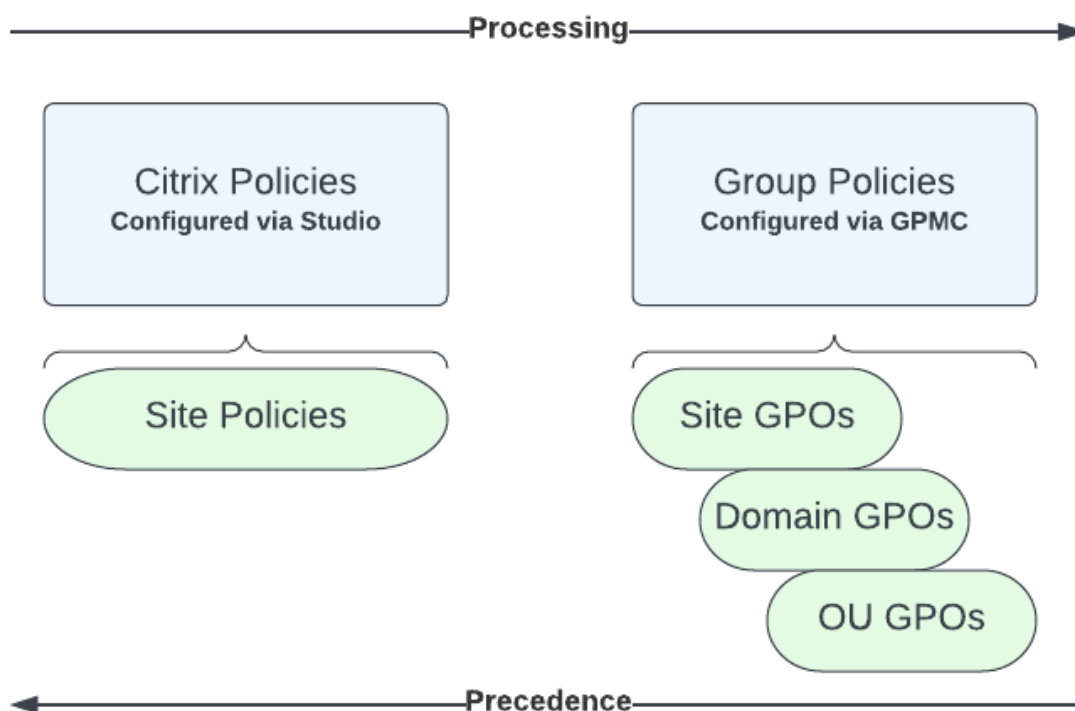 Processing
Citrix Policies
Configured via Studio
Group Policies
Configured via GPMC
Site Policies
Site GPOs
Domain GPOs
OU GPOs
Precedence